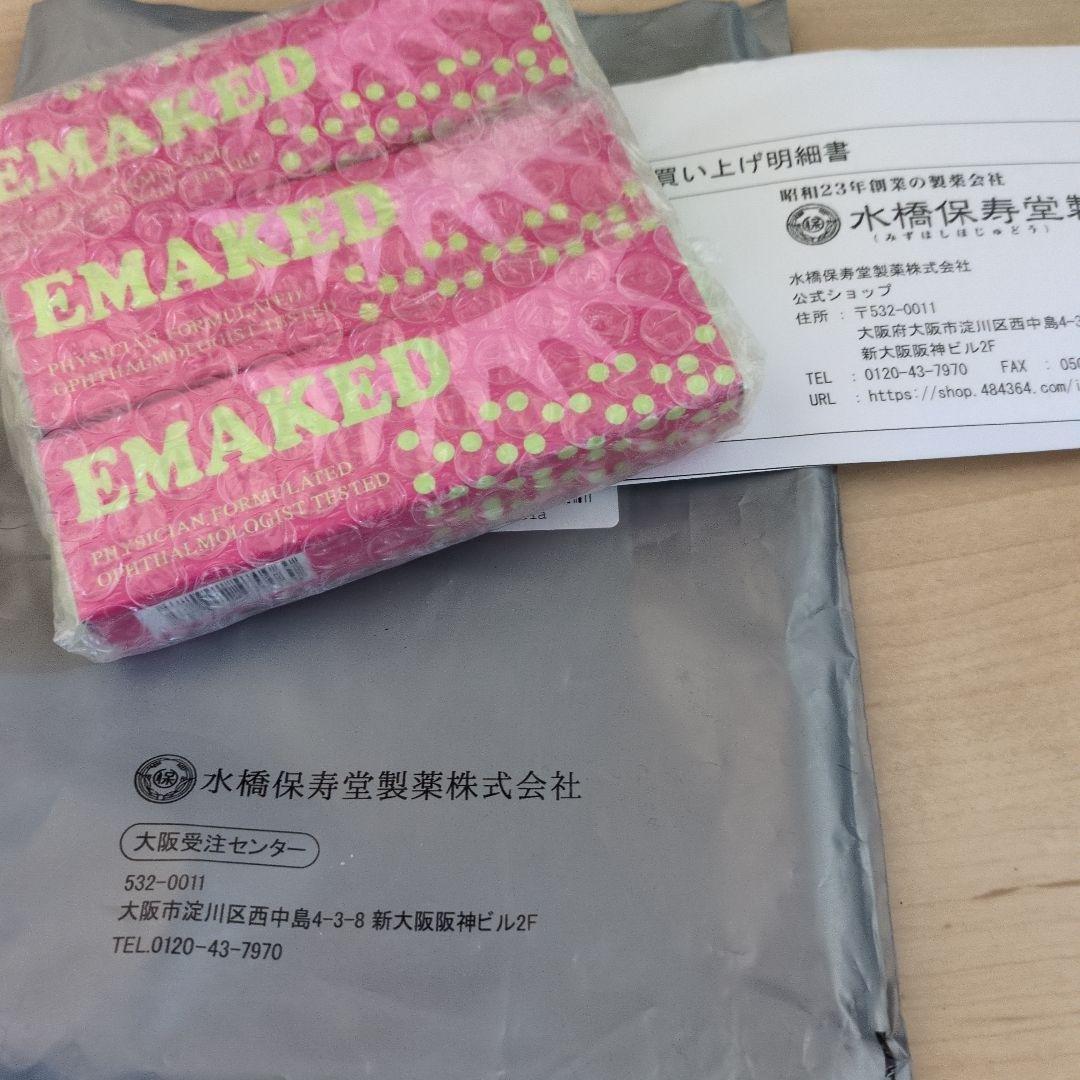 EMAKED
EMAKED
PHYSICIAN FORMULATED
OPHTHALMOLOGIST TESTED
EMAKED
PHYSICIAN FORMULATED
OPHTHALMOLOGIST TESTED
買い上げ明細書
昭和23年創業の製薬会社
保 水橋保寿堂製
(みずはしほじゅどう)
水橋保寿堂製薬株式会社
公式ショップ
住所 : 〒532-0011
大阪府大阪市淀川区西中島4-3
新大阪阪神ビル2F
TEL : 0120-43-7970 FAX : 050
URL : https://shop.484364.com/i
保 水橋保寿堂製薬株式会社
大阪受注センター
532-0011
大阪市淀川区西中島4-3-8 新大阪阪神ビル2F
TEL.0120-43-7970